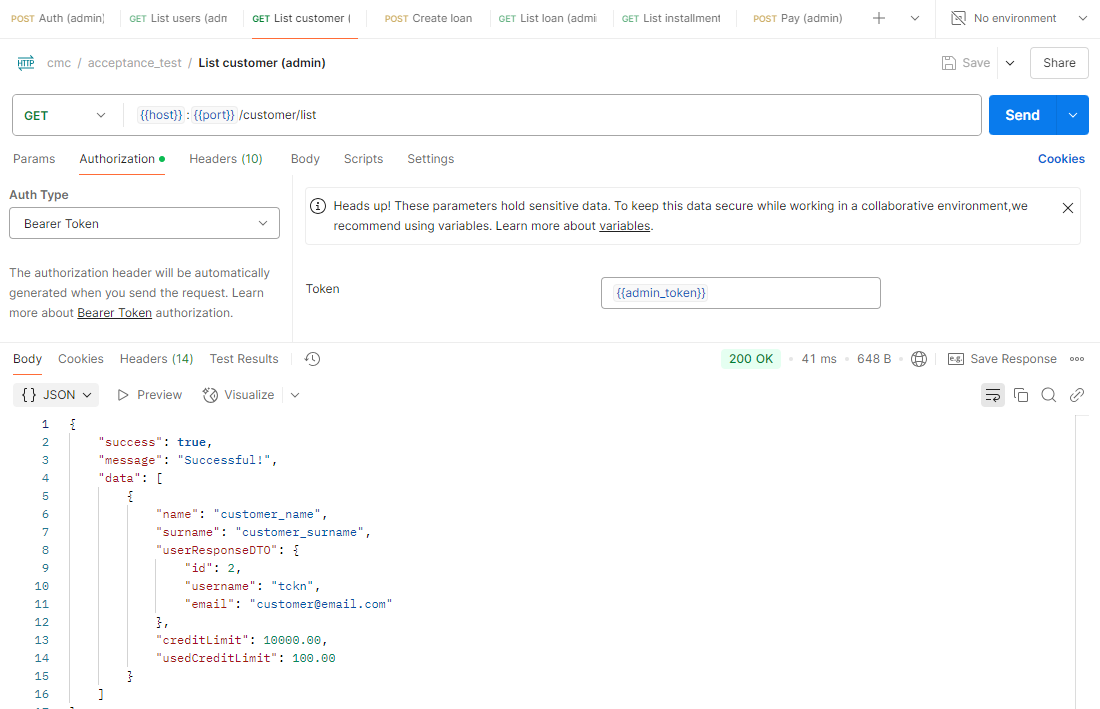 POST Auth (admin) GET List users (adn GET List customer ( POST Create loan GET List loan (admi GET List installment POST Pay (admin) No environment
HTTP cmc / acceptance_test / List customer (admin) Save Share
GET {{host}}:{{port}}/customer/list Send
Params Authorization Headers (10) Body Scripts Settings Cookies
Auth Type
Bearer Token
The authorization header will be automatically
generated when you send the request. Learn
more about Bearer Token authorization.
Heads up! These parameters hold sensitive data. To keep this data secure while working in a collaborative environment,we
recommend using variables. Learn more about variables.
Token {{admin_token}}
Body Cookies Headers (14) Test Results 200 OK • 41 ms • 648 B • e.g. Save Response
{} JSON Preview Visualize
1 {
2 "success": true,
3 "message": "Successful!",
4 "data": [
5 {
6 "name": "customer_name",
7 "surname": "customer_surname",
8 "userResponseDTO": {
9 "id": 2,
10 "username": "tckn",
11 "email": "customer@email.com"
12 },
13 "creditLimit": 10000.00,
14 "usedCreditLimit": 100.00
15 }
16 ]